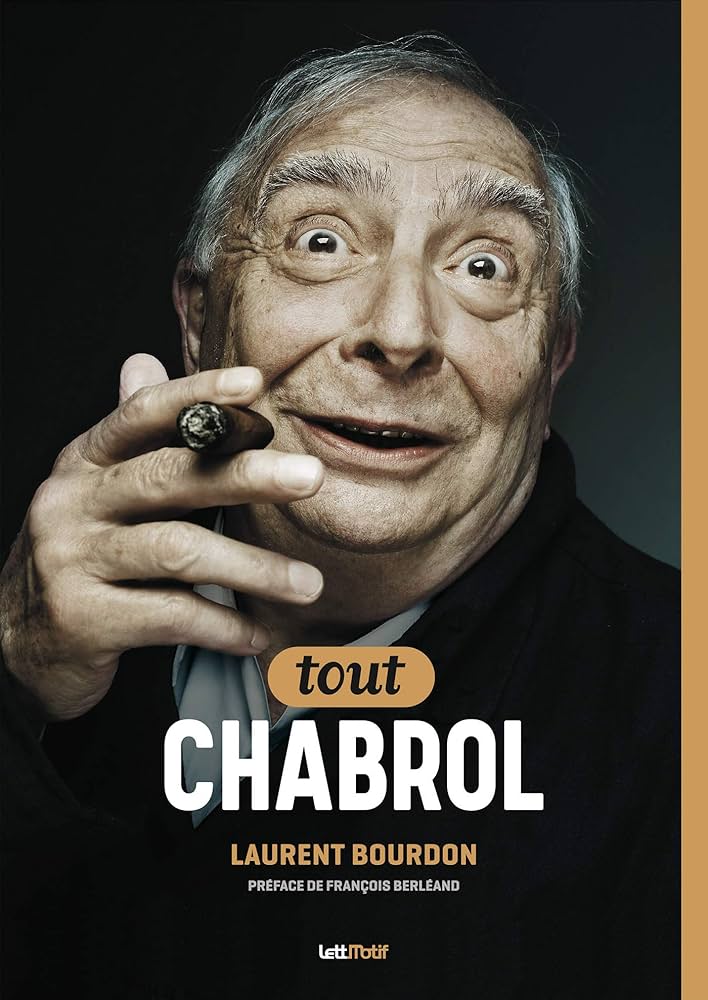 tout
CHABROL
LAURENT BOURDON
PRÉFACE DE FRANÇOIS BERLÉAND
LettMotif